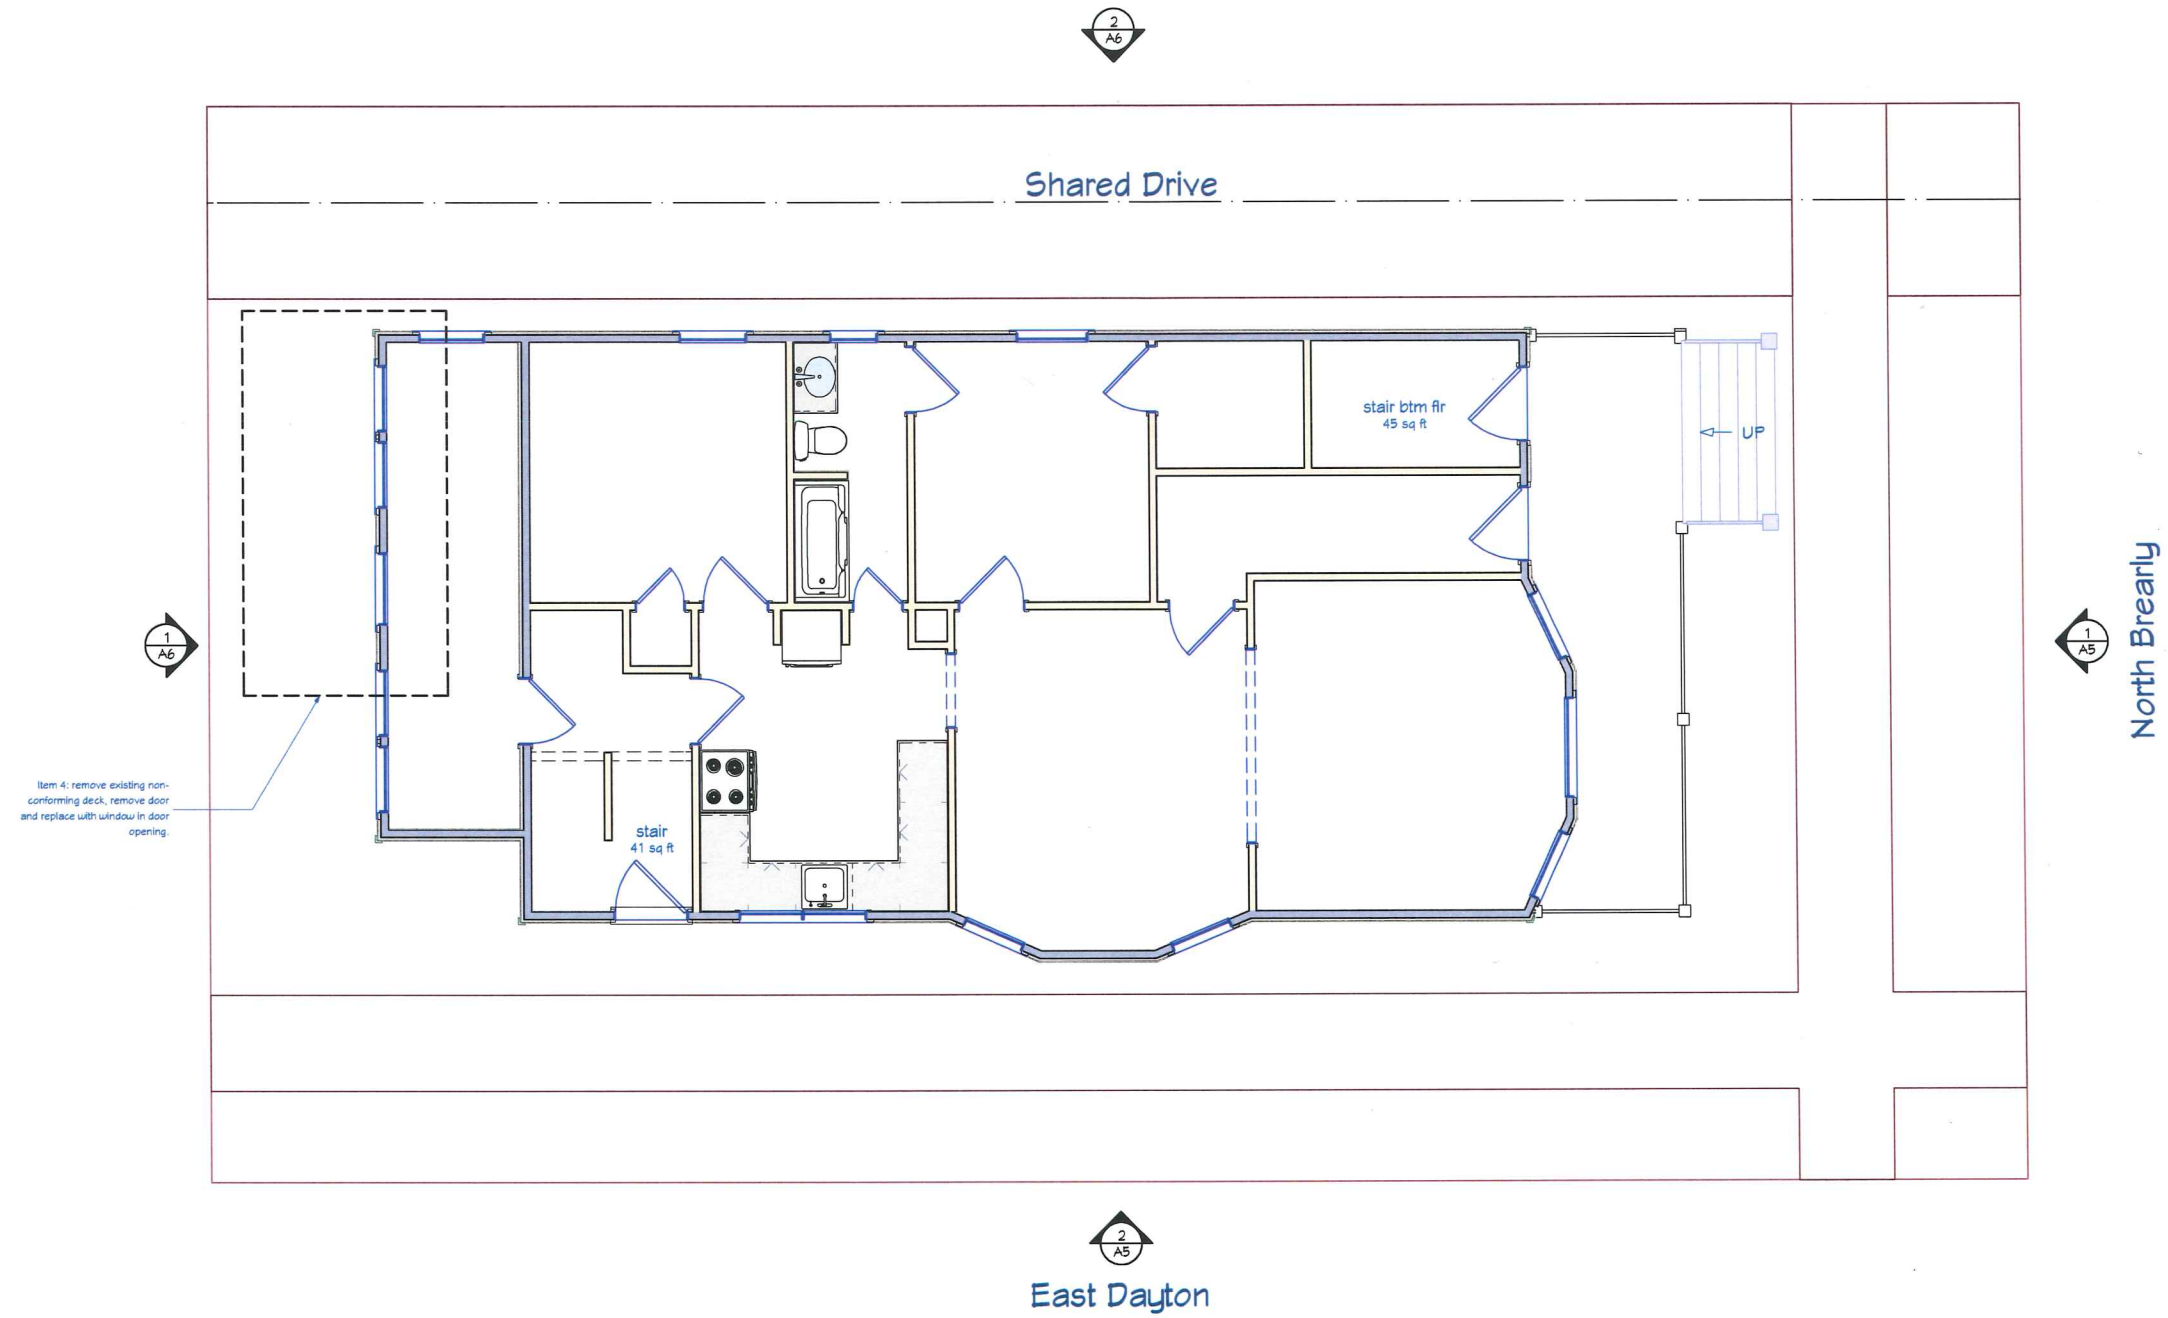 2
A6
Shared Drive
stair btm flr
45 sq ft
UP
1
A6
1
A5
North Brearly
Item 4: remove existing non-
conforming deck, remove door
and replace with window in door
opening.
stair
41 sq ft
2
A5
East Dayton